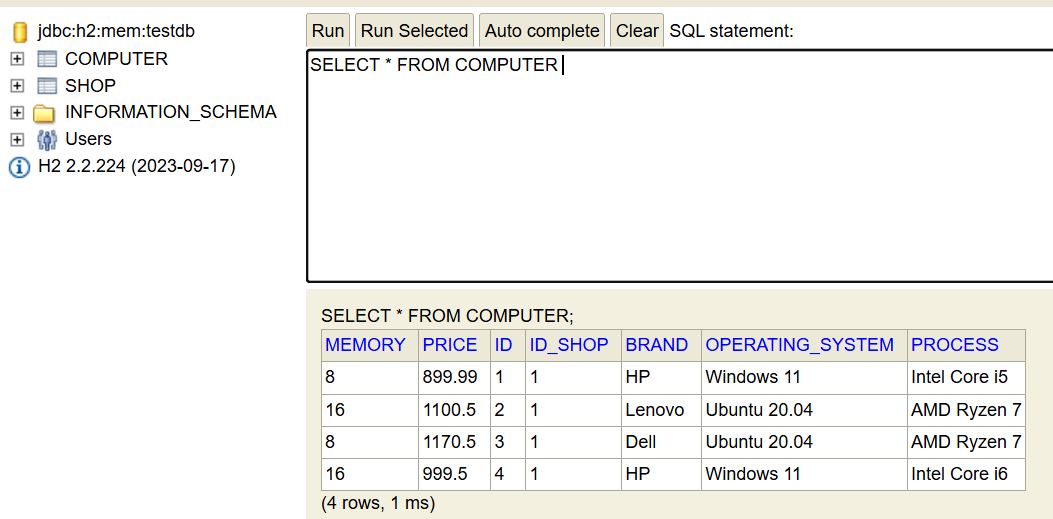 jdbc:h2:mem:testdb
COMPUTER
SHOP
INFORMATION_SCHEMA
Users
H2 2.2.224 (2023-09-17)
Run Run Selected Auto complete Clear SQL statement:
SELECT * FROM COMPUTER
SELECT * FROM COMPUTER;
MEMORY PRICE ID ID_SHOP BRAND OPERATING_SYSTEM PROCESS
8 899.99 1 1 HP Windows 11 Intel Core i5
16 1100.5 2 1 Lenovo Ubuntu 20.04 AMD Ryzen 7
8 1170.5 3 1 Dell Ubuntu 20.04 AMD Ryzen 7
16 999.5 4 1 HP Windows 11 Intel Core i6
(4 rows, 1 ms)